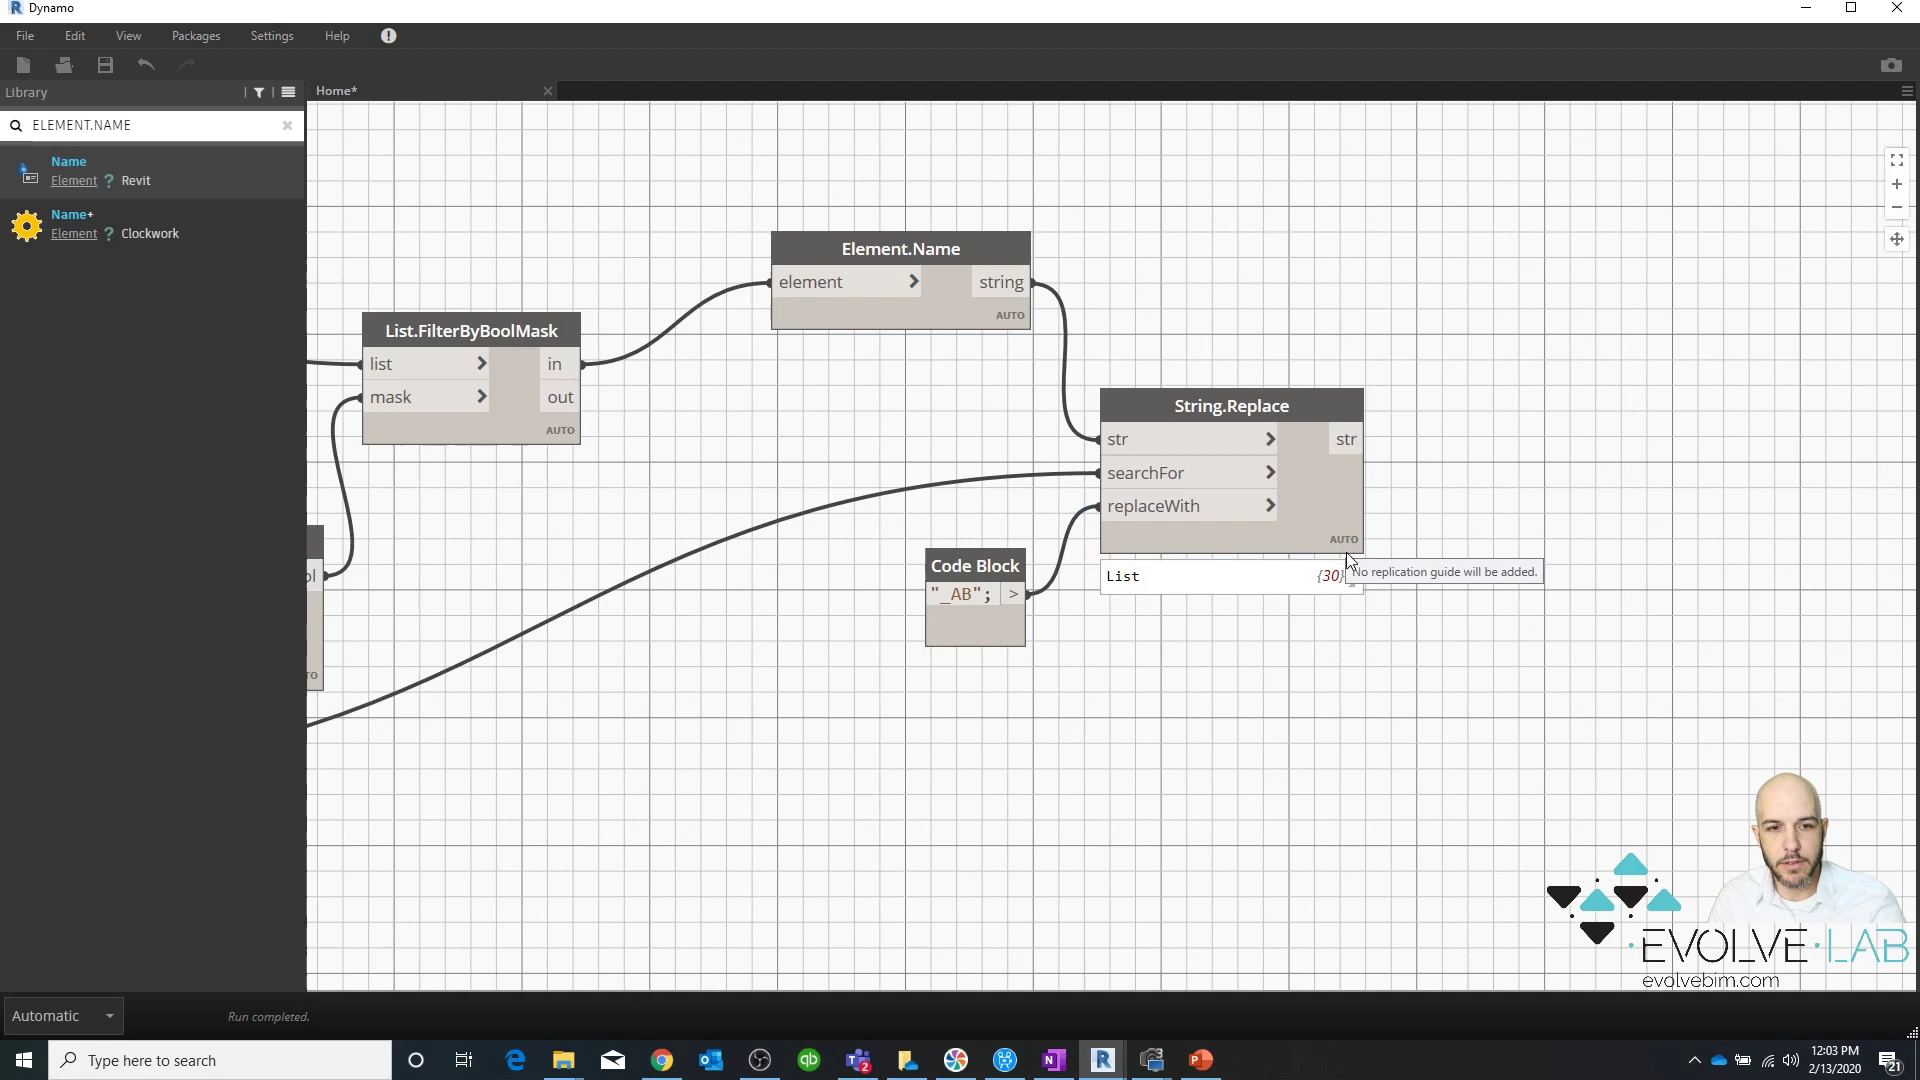 Dynamo
File Edit View Packages Settings Help
Library
Home*
ELEMENT.NAME
Name
Element ? Revit
Name+
Element ? Clockwork
Element.Name
element
string
AUTO
List.FilterByBoolMask
list
in
mask
out
AUTO
String.Replace
str
str
searchFor
replaceWith
AUTO
No replication guide will be added.
List {30}
Code Block
"_AB"; >
EVOLVE·LAB
evolvebim.com
Automatic
Run completed.
Type here to search
12:03 PM
2/13/2020
21